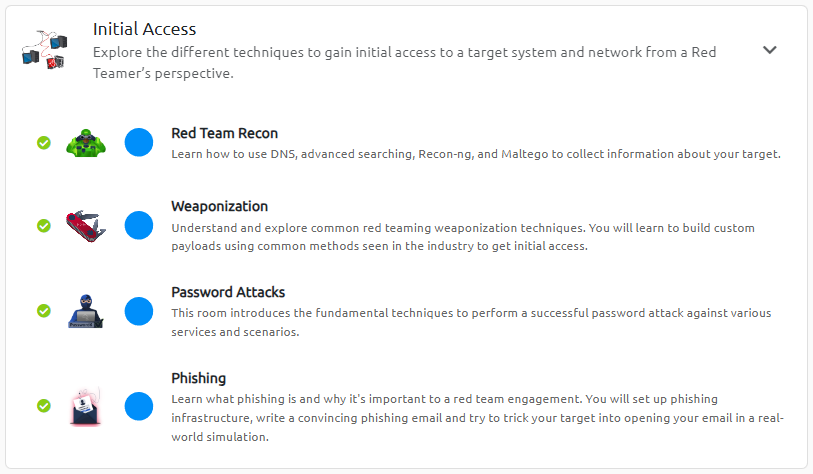 Initial Access
Explore the different techniques to gain initial access to a target system and network from a Red
Teamer's perspective.
Red Team Recon
Learn how to use DNS, advanced searching, Recon-ng, and Maltego to collect information about your target.
Weaponization
Understand and explore common red teaming weaponization techniques. You will learn to build custom
payloads using common methods seen in the industry to get initial access.
Password Attacks
This room introduces the fundamental techniques to perform a successful password attack against various
services and scenarios.
Phishing
Learn what phishing is and why it's important to a red team engagement. You will set up phishing
infrastructure, write a convincing phishing email and try to trick your target into opening your email in a real-
world simulation.